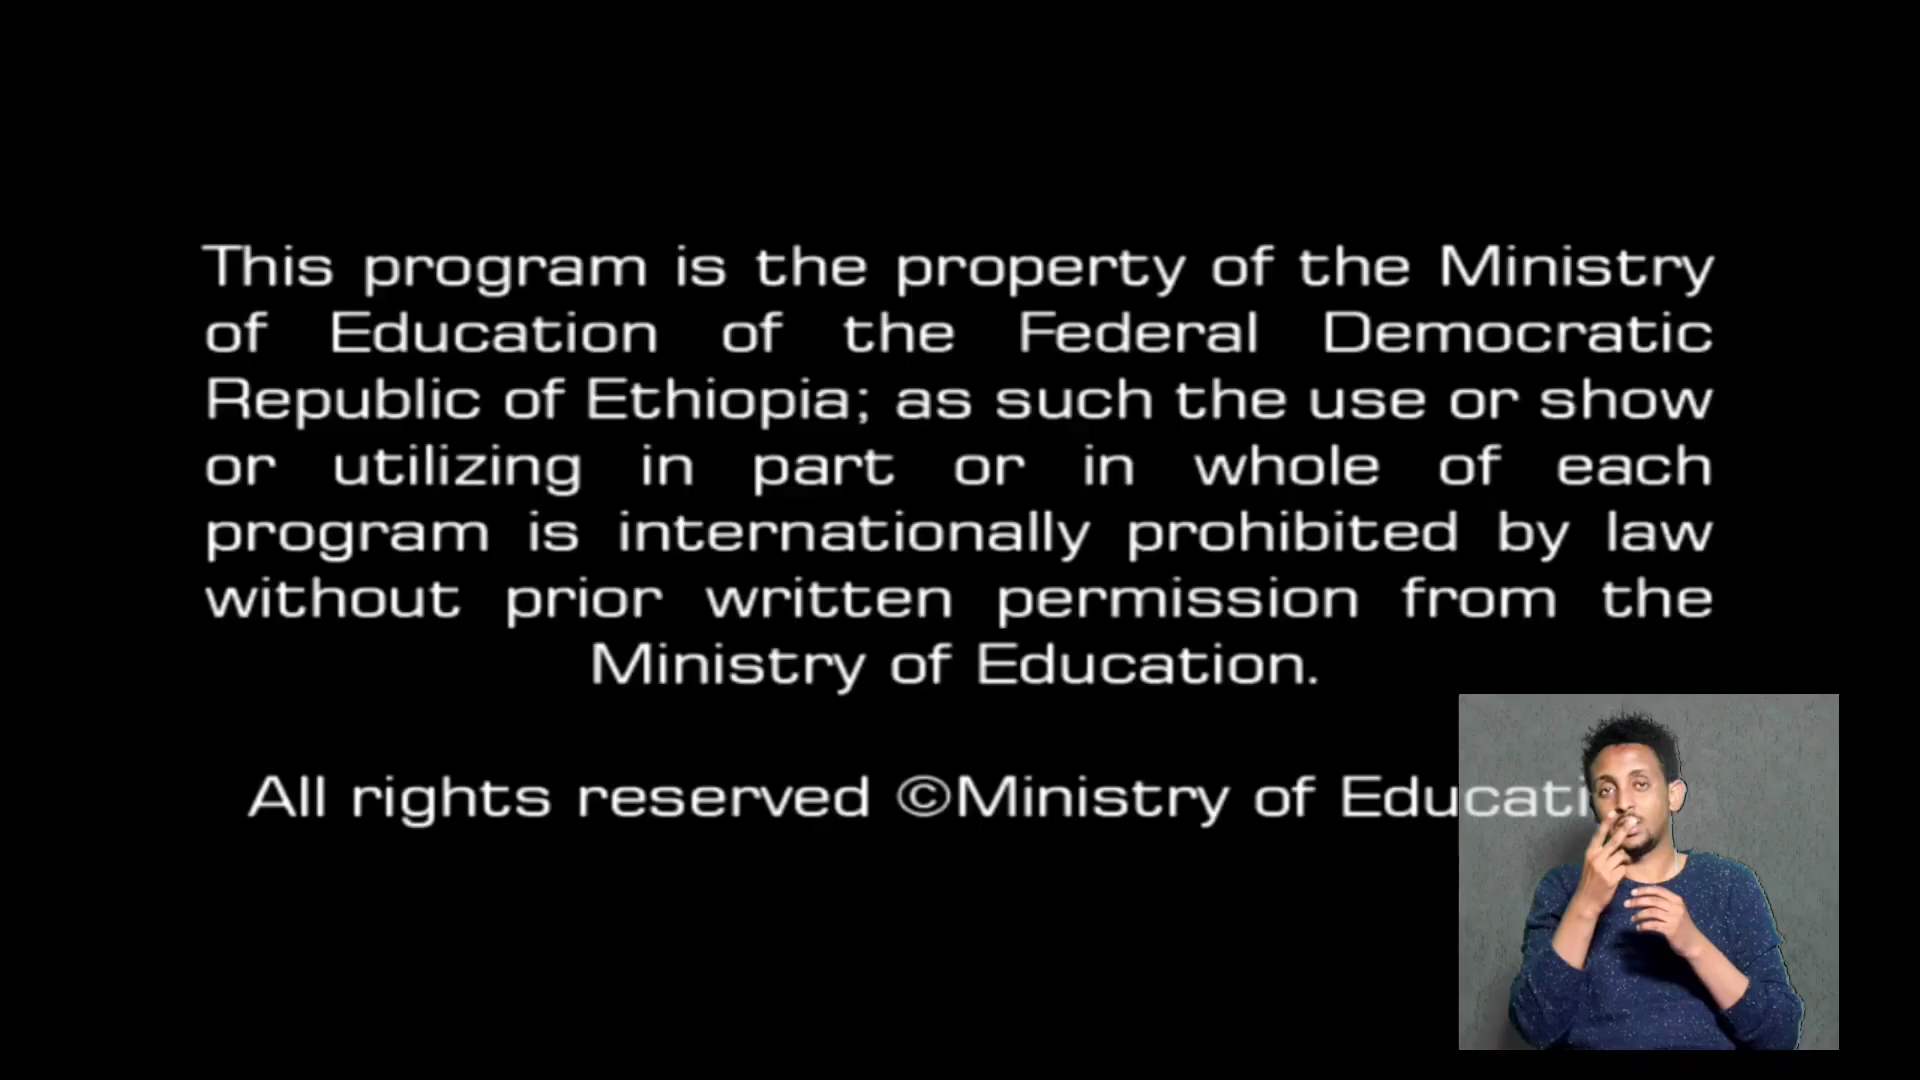 This program is the property of the Ministry
of Education of the Federal Democratic
Republic of Ethiopia; as such the use or show
or utilizing in part or in whole of each
program is internationally prohibited by law
without prior written permission from the
Ministry of Education.
All rights reserved ©Ministry of